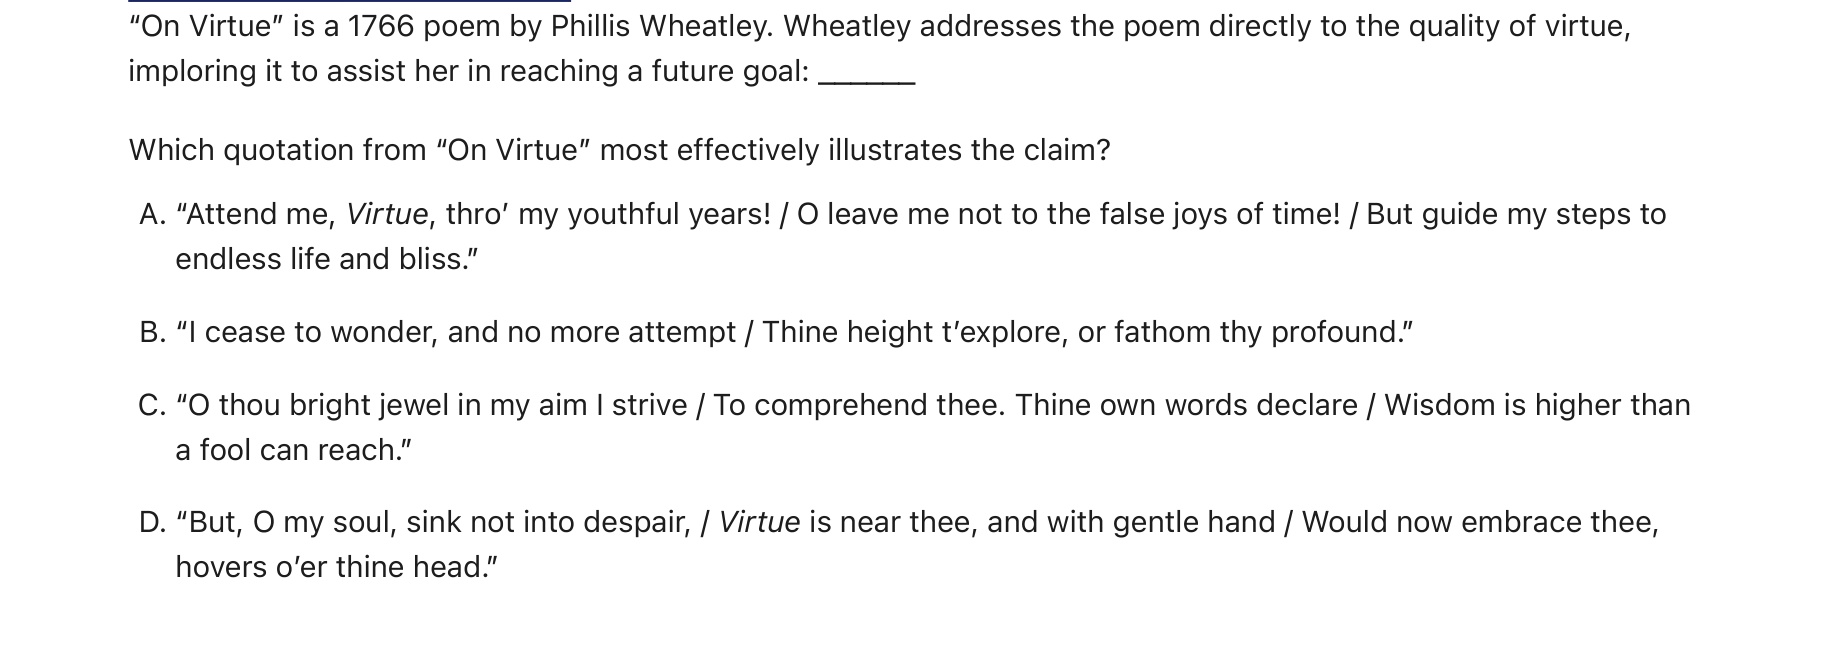 “On Virtue” is a 1766 poem by Phillis Wheatley. Wheatley addresses the poem directly to the quality of virtue,
imploring it to assist her in reaching a future goal: ______
Which quotation from “On Virtue” most effectively illustrates the claim?
A. “Attend me, Virtue, thro’ my youthful years! / O leave me not to the false joys of time! / But guide my steps to
endless life and bliss.”
B. “I cease to wonder, and no more attempt / Thine height t’explore, or fathom thy profound.”
C. “O thou bright jewel in my aim I strive / To comprehend thee. Thine own words declare / Wisdom is higher than
a fool can reach.”
D. “But, O my soul, sink not into despair, / Virtue is near thee, and with gentle hand / Would now embrace thee,
hovers o’er thine head.”